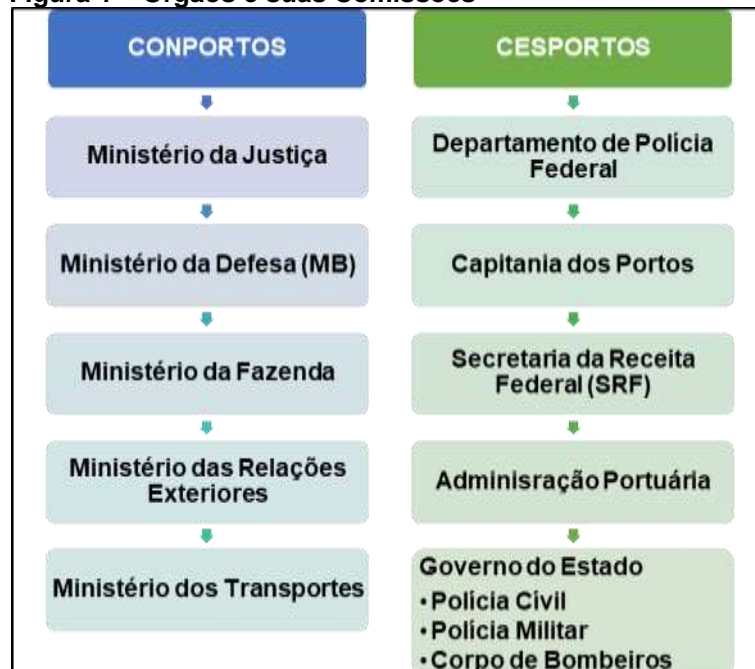 CONPORTOS
Ministério da Justiça
Ministério da Defesa (MB)
Ministério da Fazenda
Ministério das Relações
Exteriores
Ministério dos Transportes
CESPORTOS
Departamento de Polícia
Federal
Capitania dos Portos
Secretaria da Receita
Federal (SRF)
Adminisração Portuária
Governo do Estado
•Polícia Civil
•Polícia Militar
•Corpo de Bombeiros